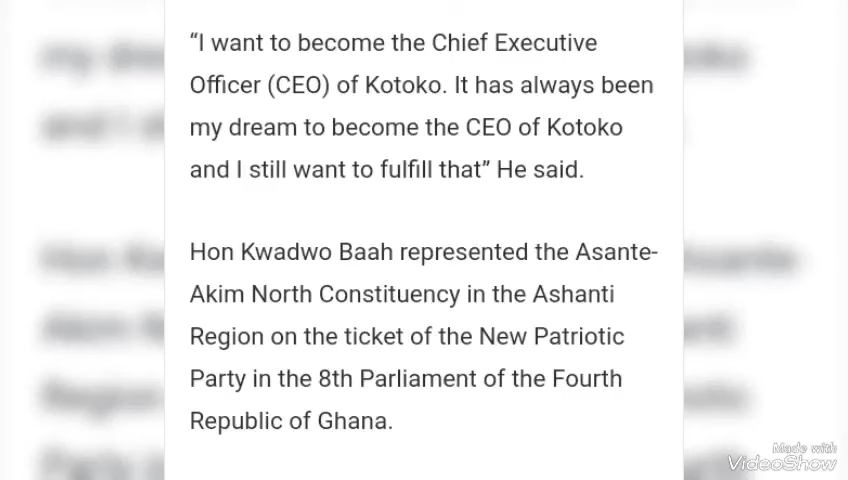 “I want to become the Chief Executive
Officer (CEO) of Kotoko. It has always been
my dream to become the CEO of Kotoko
and I still want to fulfill that” He said.
Hon Kwadwo Baah represented the Asante-
Akim North Constituency in the Ashanti
Region on the ticket of the New Patriotic
Party in the 8th Parliament of the Fourth
Republic of Ghana.
Made with
VideoShow